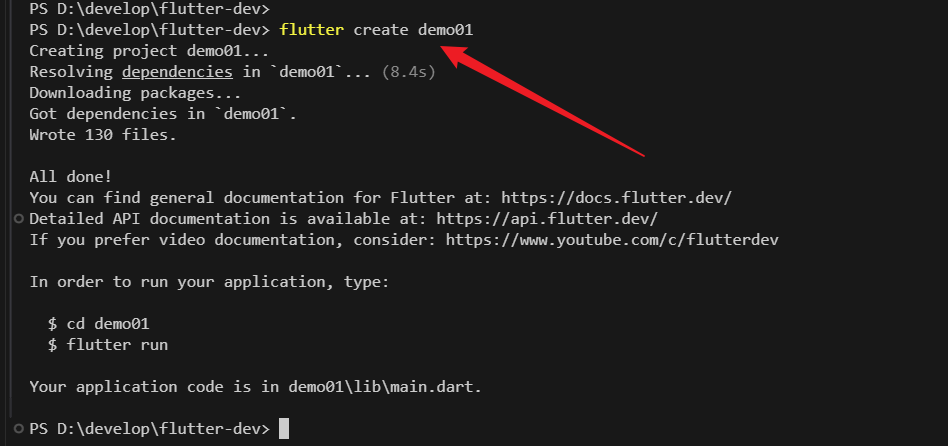 PS D:\develop\flutter-dev>
PS D:\develop\flutter-dev> flutter create demo01
Creating project demo01...
Resolving dependencies in `demo01`... (8.4s)
Downloading packages...
Got dependencies in `demo01`.
Wrote 130 files.
All done!
You can find general documentation for Flutter at: https://docs.flutter.dev/
Detailed API documentation is available at: https://api.flutter.dev/
If you prefer video documentation, consider: https://www.youtube.com/c/flutterdev
In order to run your application, type:
$ cd demo01
$ flutter run
Your application code is in demo01\lib\main.dart.
PS D:\develop\flutter-dev>